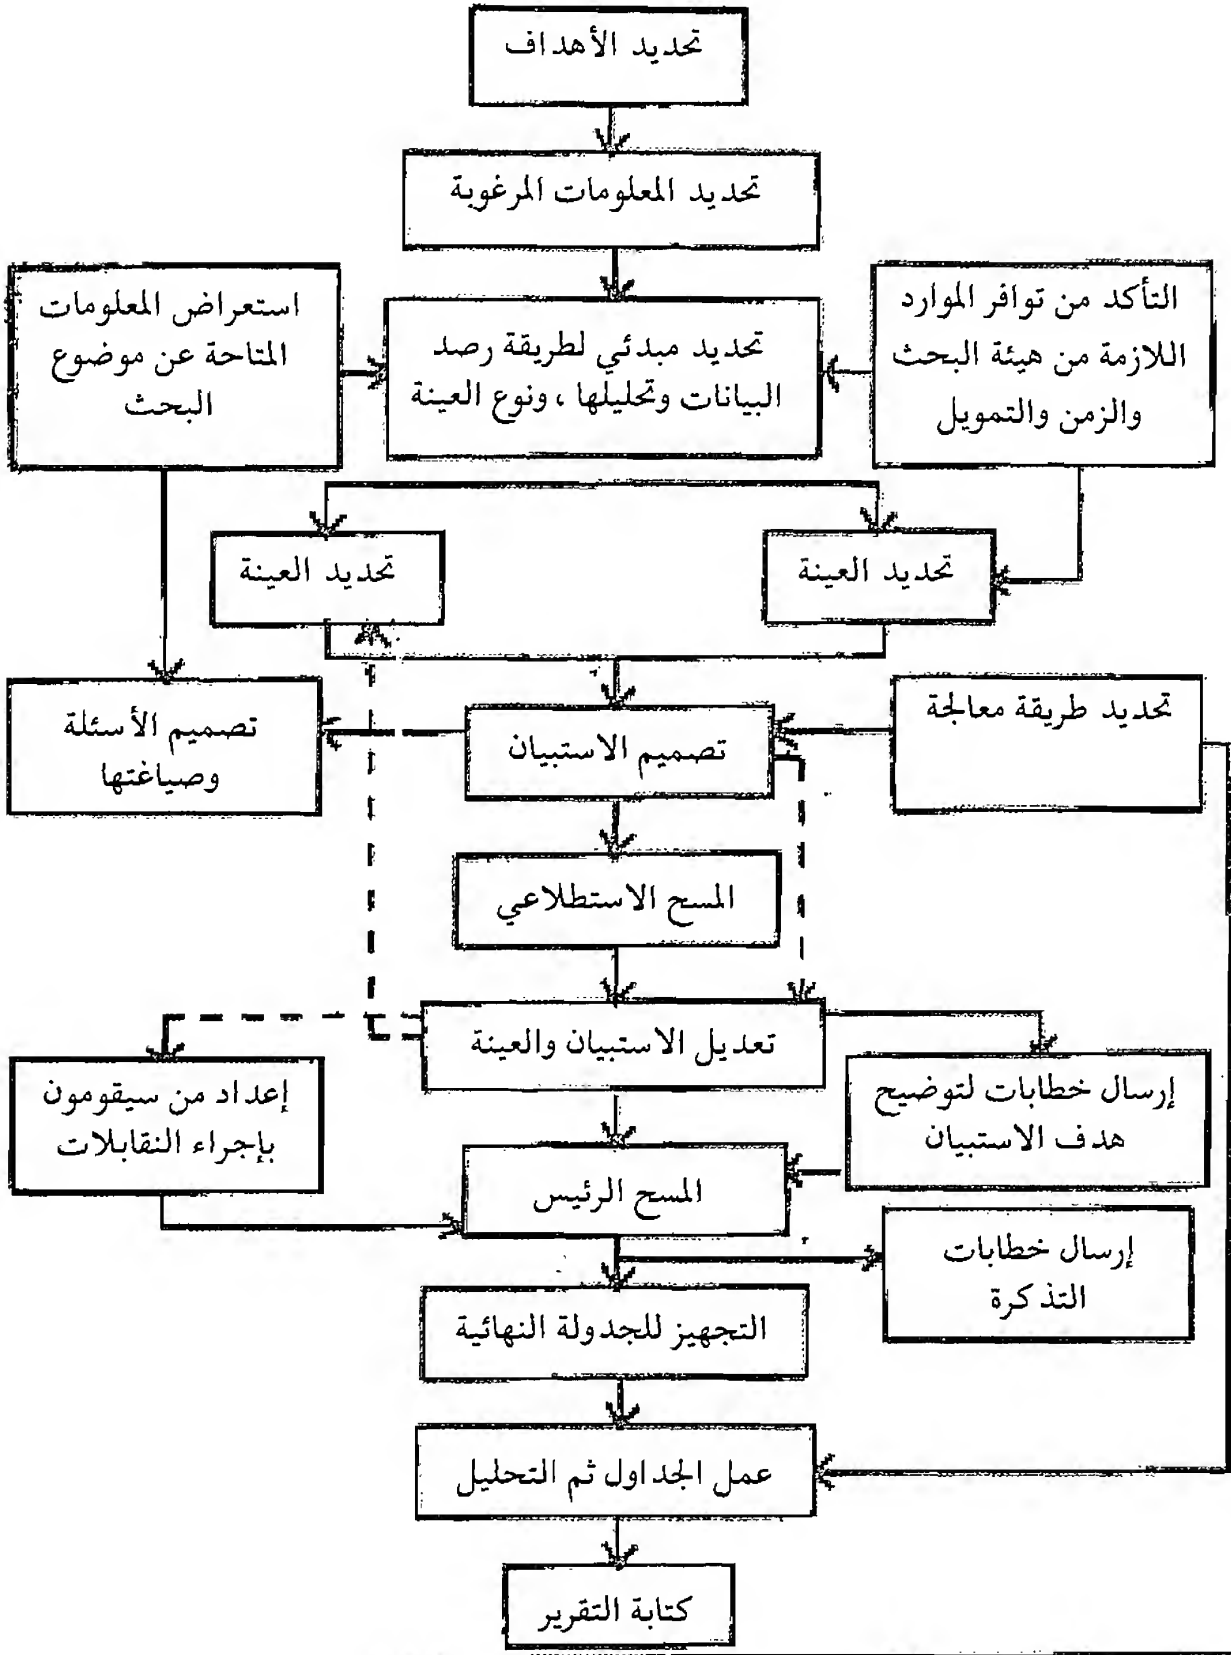 تحديد الأهداف
تحديد المعلومات المرغوبة
التأكد من توافر الموارد
اللازمة من هيئة البحث
والزمن والتمويل
تحديد مبدئي لطريقة رصد
البيانات وتحليلها ، ونوع العينة
استعراض المعلومات
المتاحة عن موضوع
البحث
تحديد العينة
تحديد العينة
تحديد طريقة معالجة
تصميم الاستبيان
تصميم الأسئلة
وصياغتها
المسح الاستطلاعي
تعديل الاستبيان والعينة
إرسال خطابات لتوضيح
هدف الاستبيان
إعداد من سيقومون
بإجراء النقابلات
المسح الرئيس
إرسال خطابات
التذكرة
التجهيز للجدولة النهائية
عمل الجداول ثم التحليل
كتابة التقرير